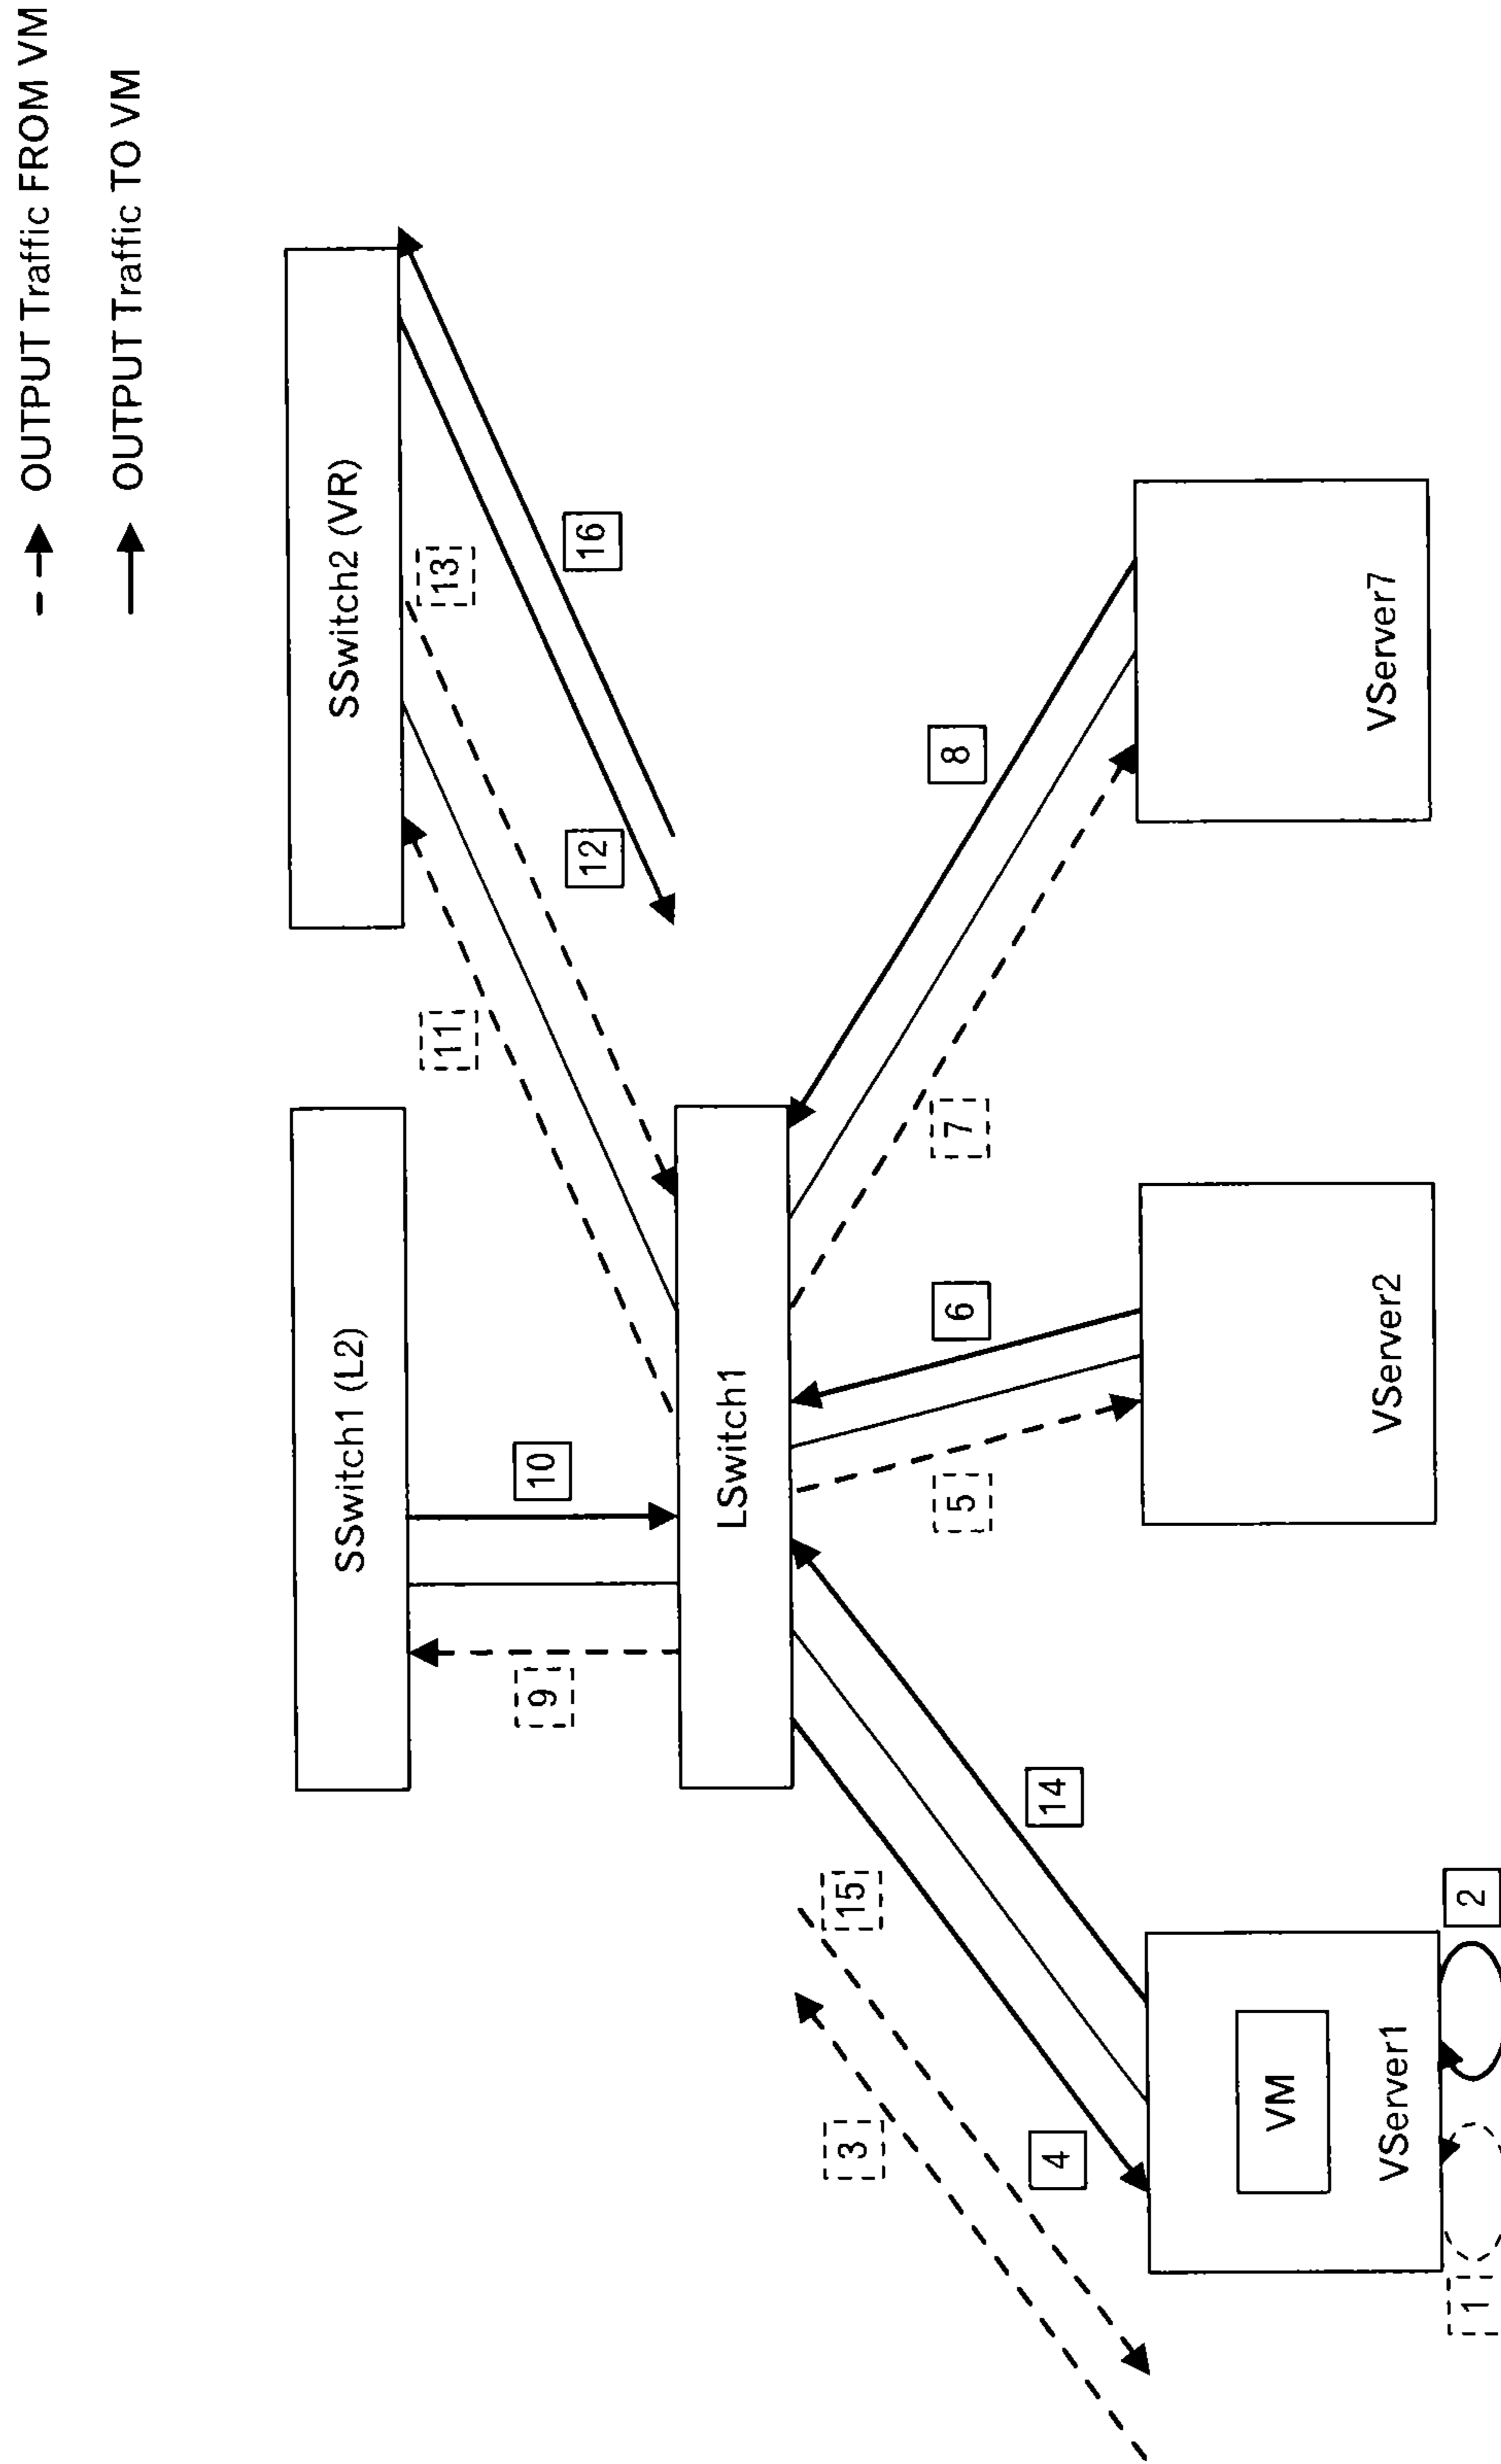 OUTPUT Traffic FROM VM
OUTPUT Traffic TO VM
SSwitch1 (L2)
SSwitch2 (VR)
9
10
11
13
12
16
LSwitch1
3
15
4
14
5
6
7
8
VM
VServer1
VServer2
VServer7
1
2